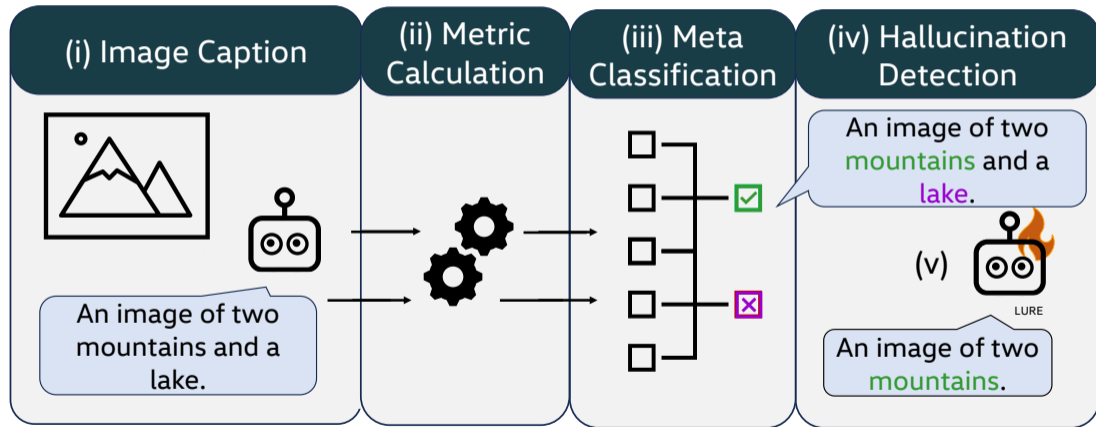 (i) Image Caption
An image of two
mountains and a
lake.
(ii) Metric
Calculation
(iii) Meta
Classification
(iv) Hallucination
Detection
An image of two
mountains and a
lake.
(v)
LURE
An image of two
mountains.